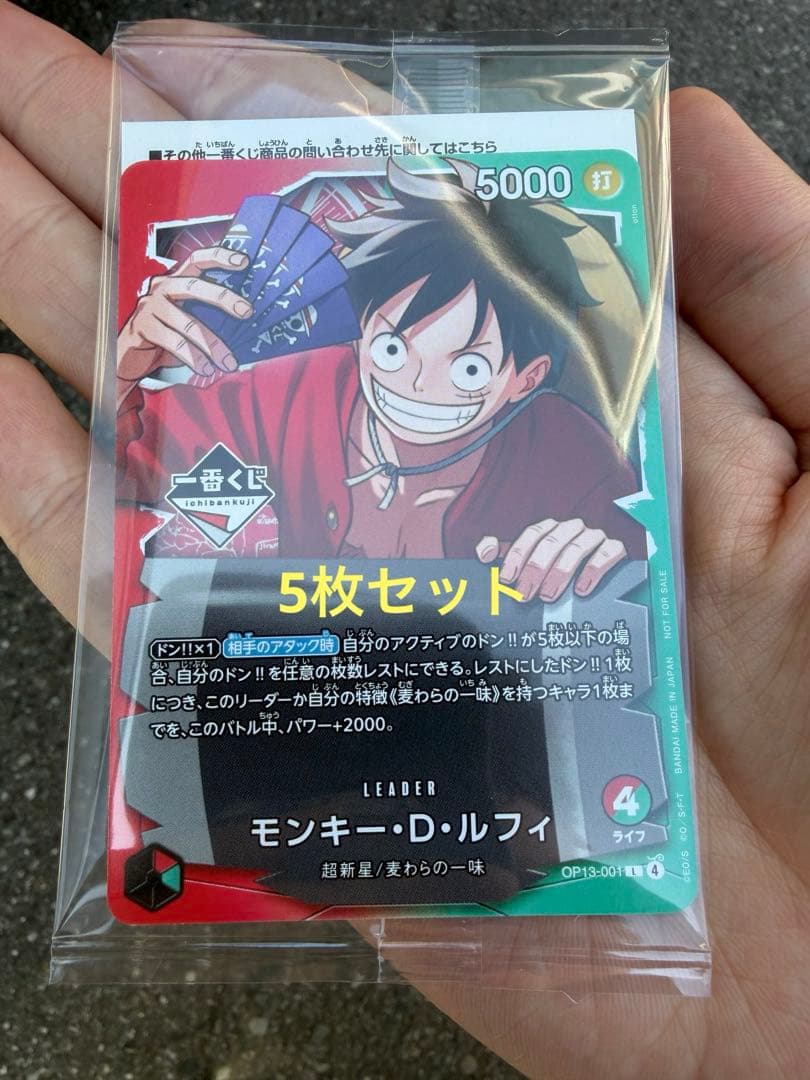 ■その他一番くじ商品の問い合わせ先に関してはこちら
5000 打
otton
一番くじ
ichibankuji
5枚セット
ドン!!×1 相手のアタック時 自分のアクティブのドン!!が5枚以下の場
合、自分のドン!!を任意の枚数レストにできる。レストにしたドン!!1枚
につき、このリーダーか自分の特徴《麦わらの一味》を持つキャラ1枚ま
でを、このバトル中、パワー+2000。
LEADER
モンキー・D・ルフィ
4
ライフ
超新星/麦わらの一味
OP13-001 L 4
©E.O/S ©O/S・F・T BANDAI MADE IN JAPAN NOT FOR SALE